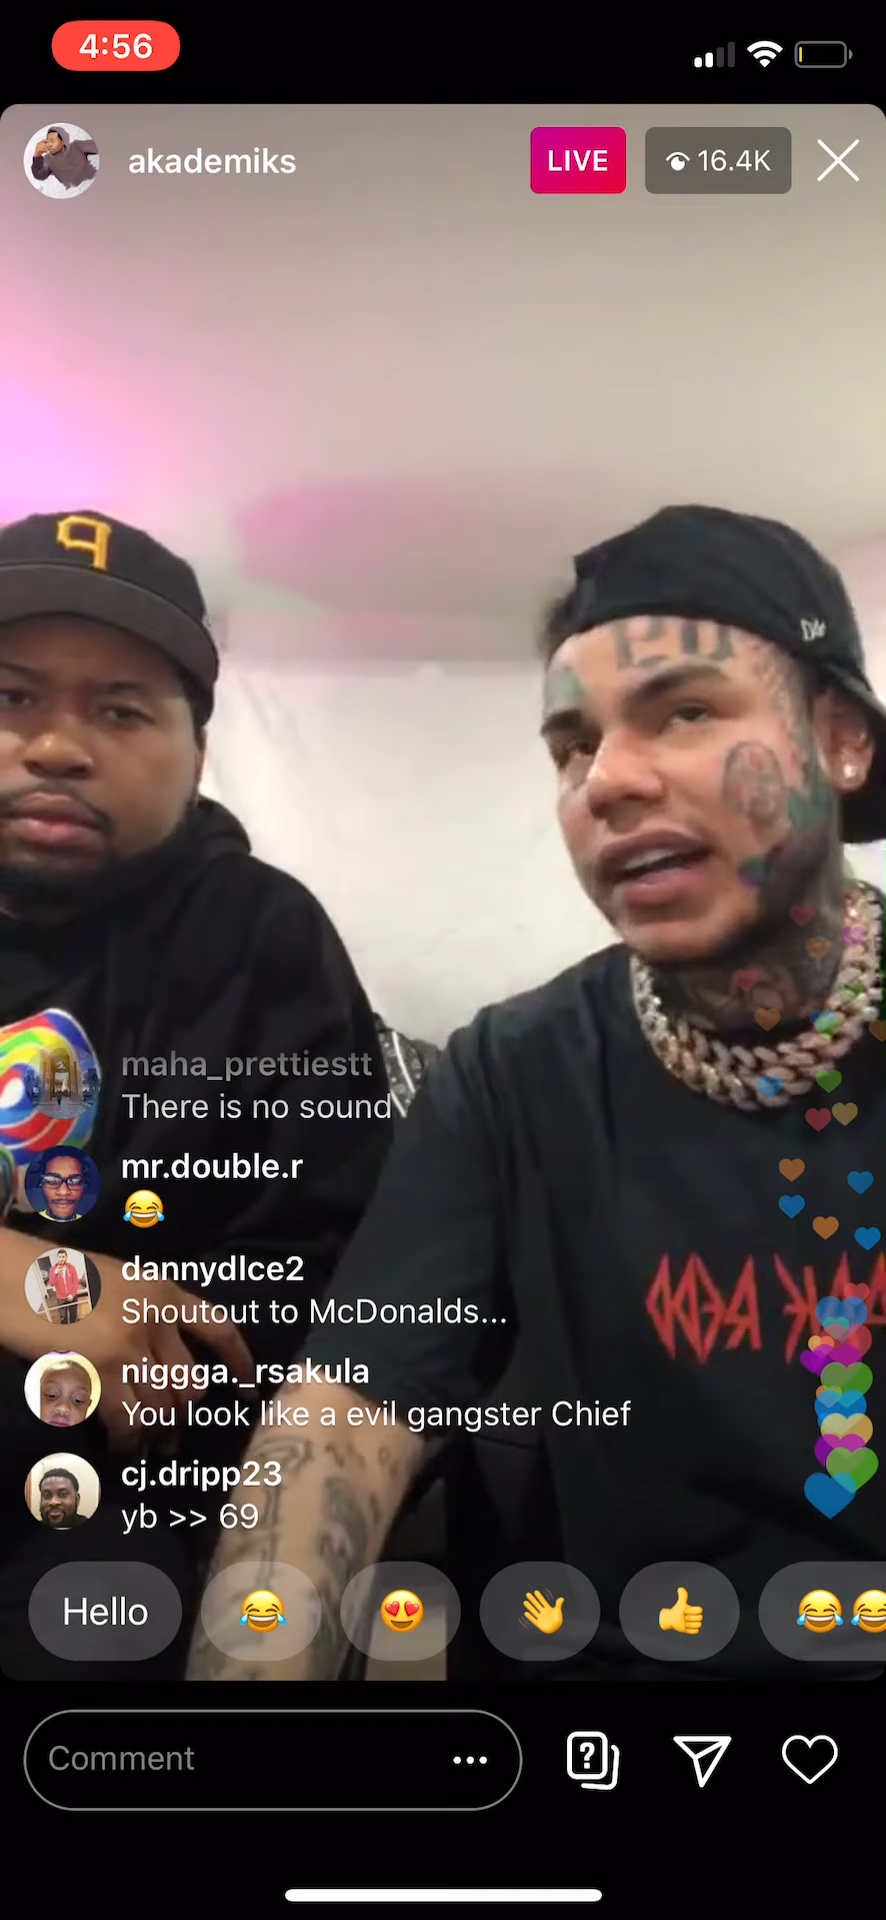 4:56
akademiks
LIVE
16.4K
maha_prettiestt
There is no sound
mr.double.r
😂
dannydlce2
Shoutout to McDonalds...
niggga._rsakula
You look like a evil gangster Chief
cj.dripp23
yb >> 69
Hello
Comment